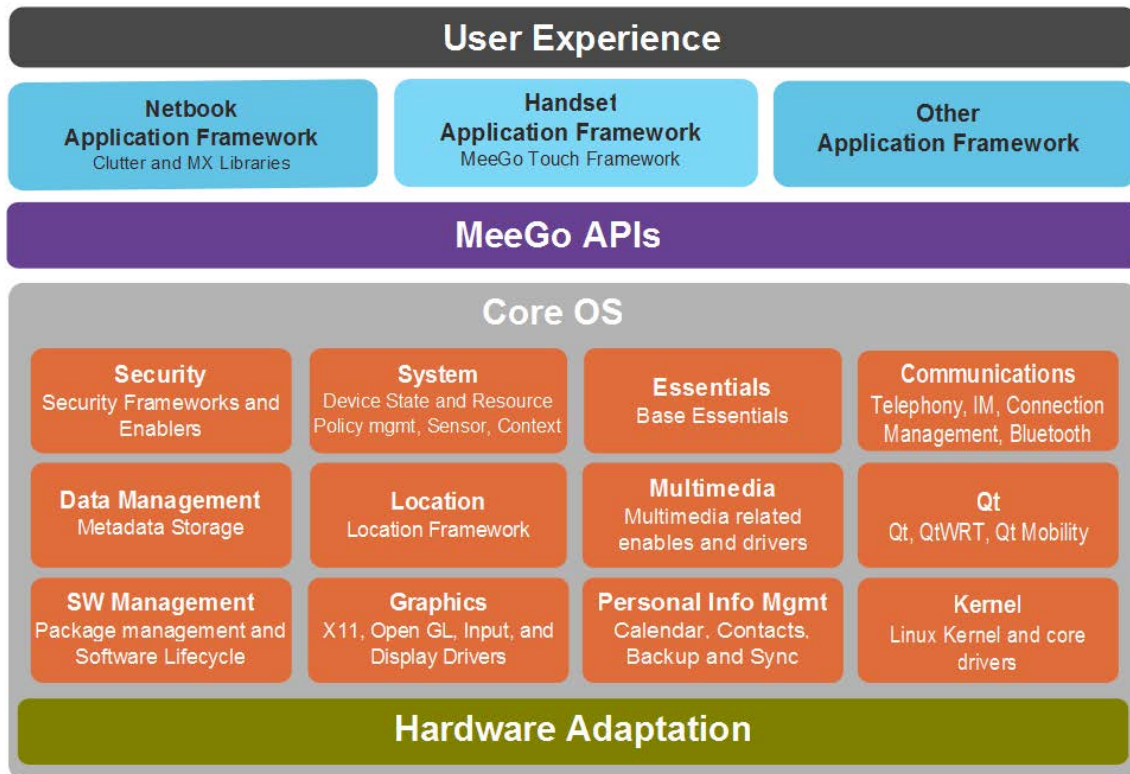 User Experience
Netbook
Application Framework
Clutter and MX Libraries
Handset
Application Framework
MeeGo Touch Framework
Other
Application Framework
MeeGo APIs
Core OS
Security
Security Frameworks and
Enablers
System
Device State and Resource
Policy mgmt, Sensor, Context
Essentials
Base Essentials
Communications
Telephony, IM, Connection
Management, Bluetooth
Data Management
Metadata Storage
Location
Location Framework
Multimedia
Multimedia related
enables and drivers
Qt
Qt, QtWRT, Qt Mobility
SW Management
Package management and
Software Lifecycle
Graphics
X11, Open GL, Input, and
Display Drivers
Personal Info Mgmt
Calendar, Contacts,
Backup and Sync
Kernel
Linux Kernel and core
drivers
Hardware Adaptation